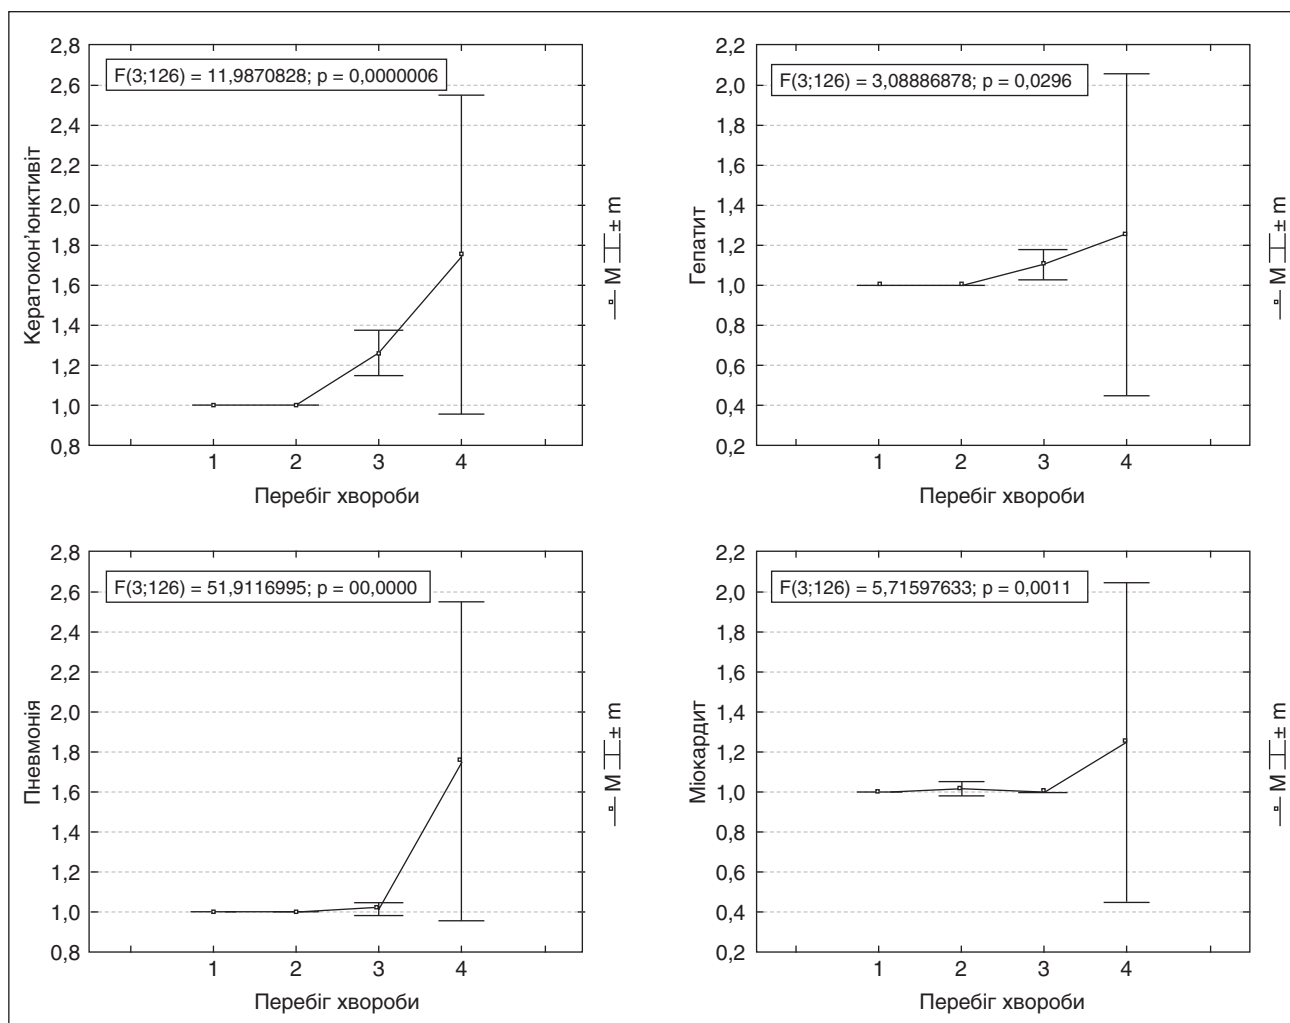 F(3;126) = 11,9870828; p = 0,0000006
Кератокон'юнктивіт
2,8
2,6
2,4
2,2
2,0
1,8
1,6
1,4
1,2
1,0
0,8
1 2 3 4
Перебіг хвороби
M ± m
F(3;126) = 3,08886878; p = 0,0296
Гепатит
2,2
2,0
1,8
1,6
1,4
1,2
1,0
0,8
0,6
0,4
0,2
1 2 3 4
Перебіг хвороби
M ± m
F(3;126) = 51,9116995; p = 00,0000
Пневмонія
2,8
2,6
2,4
2,2
2,0
1,8
1,6
1,4
1,2
1,0
0,8
1 2 3 4
Перебіг хвороби
M ± m
F(3;126) = 5,71597633; p = 0,0011
Міокардит
2,2
2,0
1,8
1,6
1,4
1,2
1,0
0,8
0,6
0,4
0,2
1 2 3 4
Перебіг хвороби
M ± m